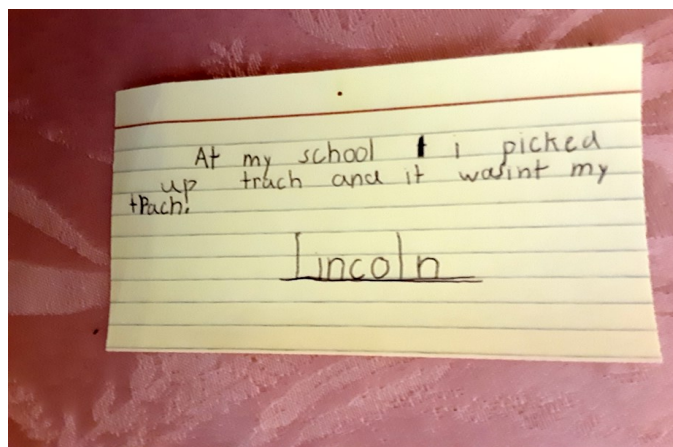 At my school i picked
up trach and it wasint my
trach.
Lincoln